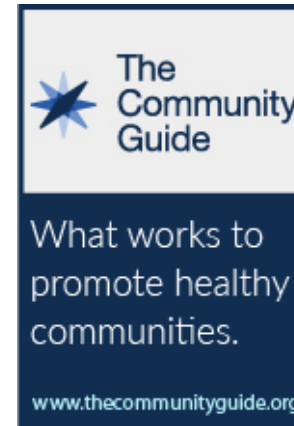 The
Community
Guide
What works to
promote healthy
communities.
www.thecommunityguide.org